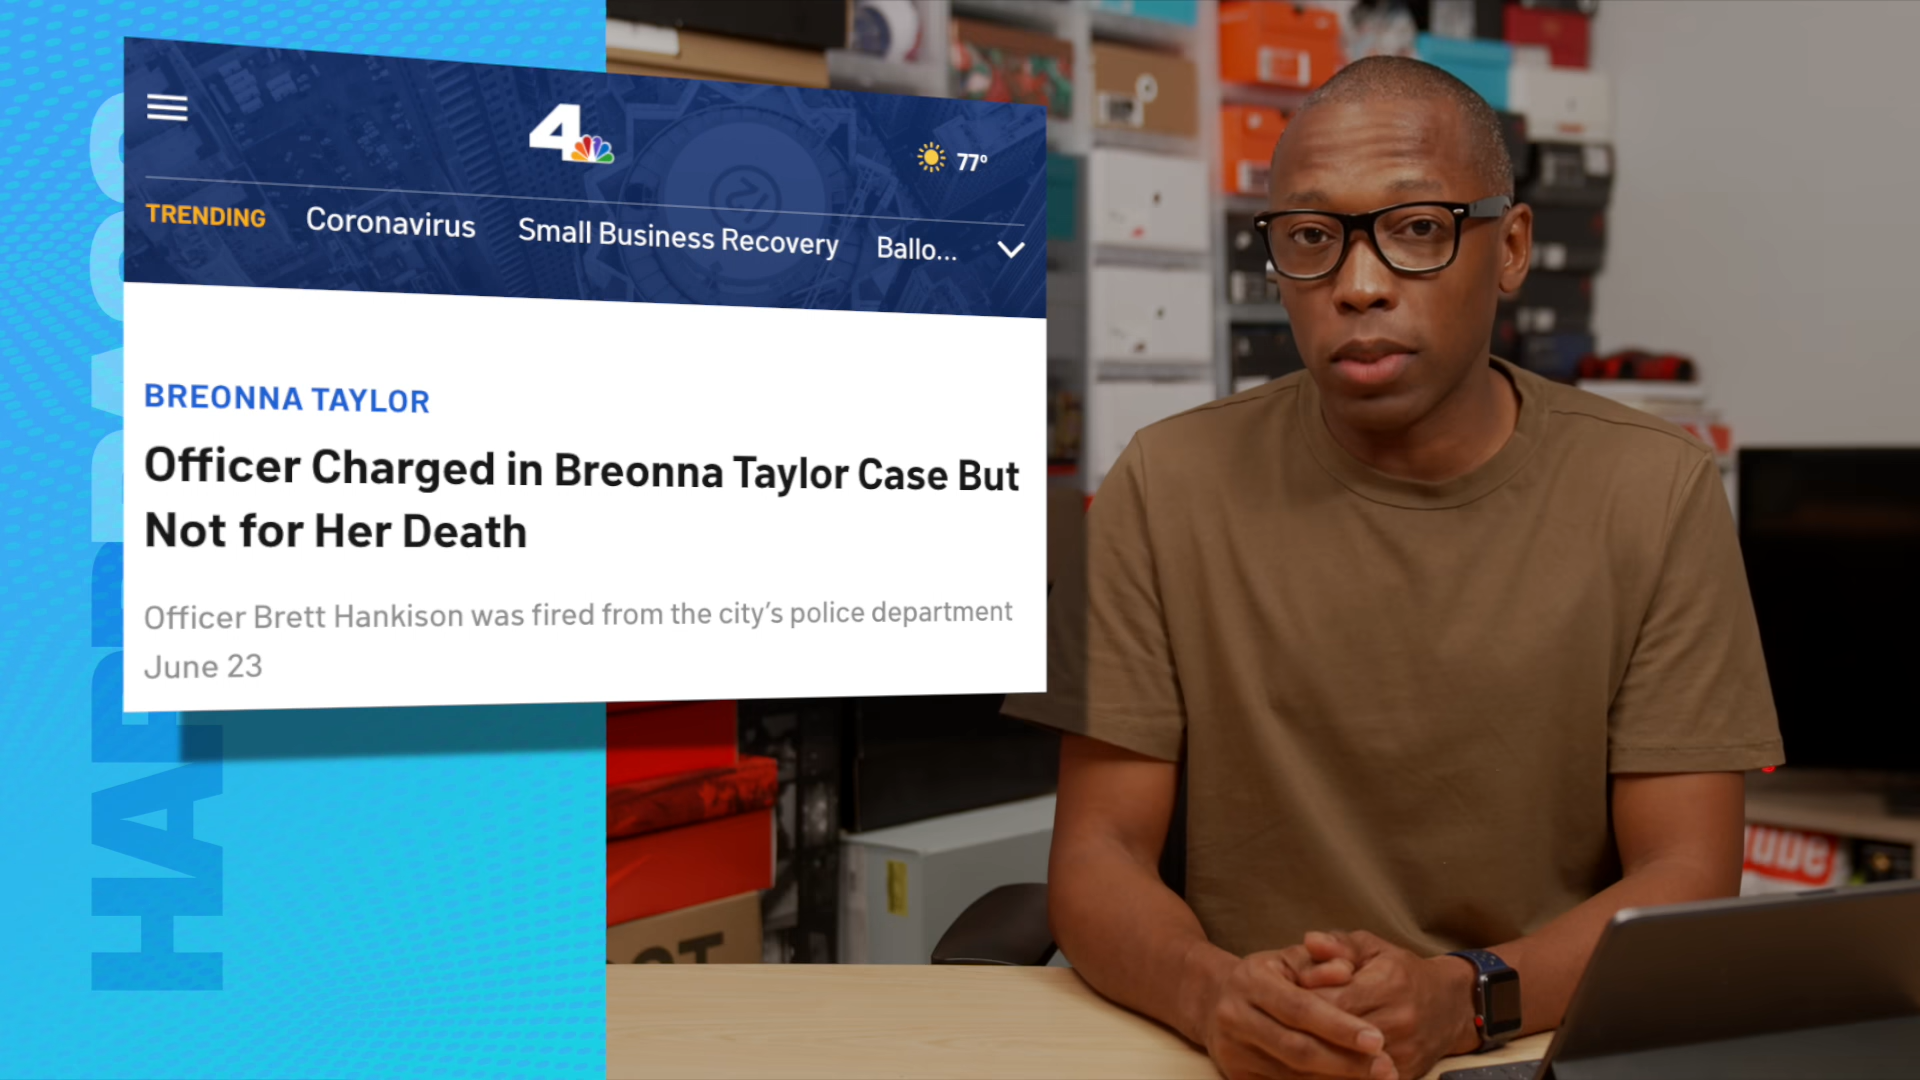 4
77°
TRENDING Coronavirus Small Business Recovery Ballo...
BREONNA TAYLOR
Officer Charged in Breonna Taylor Case But
Not for Her Death
Officer Brett Hankison was fired from the city's police department
June 23